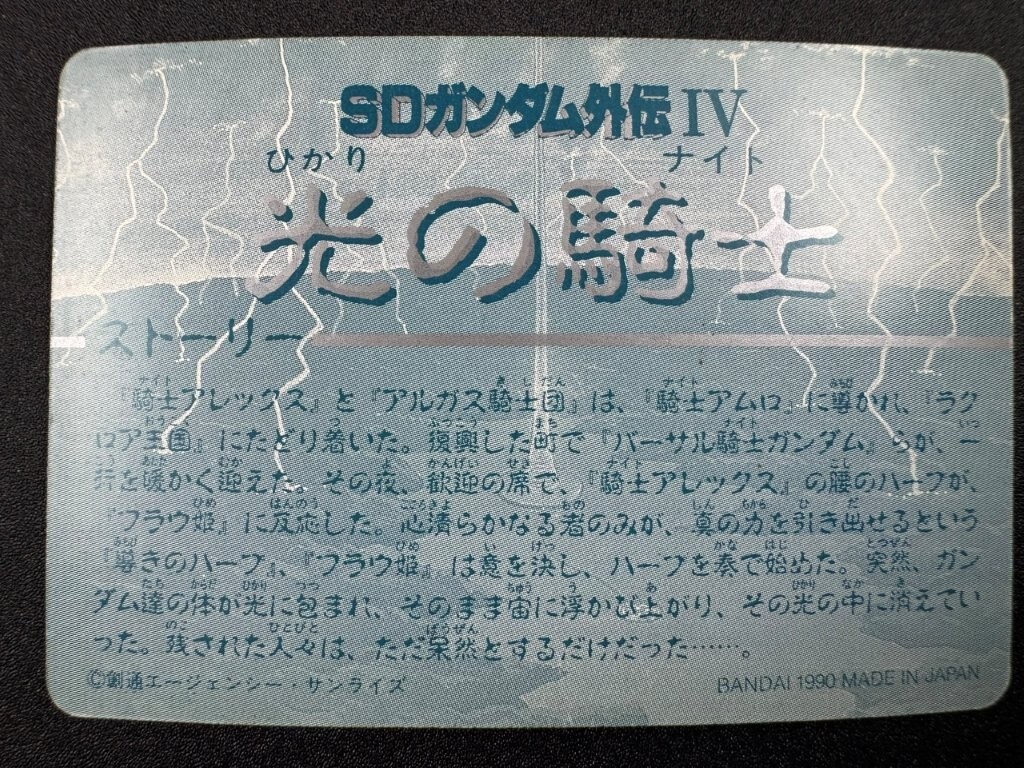 SDガンダム外伝 IV
ひかり ナイト
光の騎士
ストーリー
『騎士アレックス』と『アルガス騎士団』は、『騎士アムロ』に導かれ、『ラク
ロア王国』にたどり着いた。復興した町で『バーサル騎士ガンダム』らが、一
行を暖かく迎えた。その夜、歓迎の席で、『騎士アレックス』の腰のハープが、
『フラウ姫』に反応した。心清らかなる者のみが、真の力を引き出せるという
『導きのハープ』、『フラウ姫』は意を決し、ハープを奏で始めた。突然、ガン
ダム達の体が光に包まれ、そのまま宙に浮かび上がり、その光の中に消えてい
った。残された人々は、ただ呆然とするだけだった……。
©創通エージェンシー・サンライズ
BANDAI 1990 MADE IN JAPAN